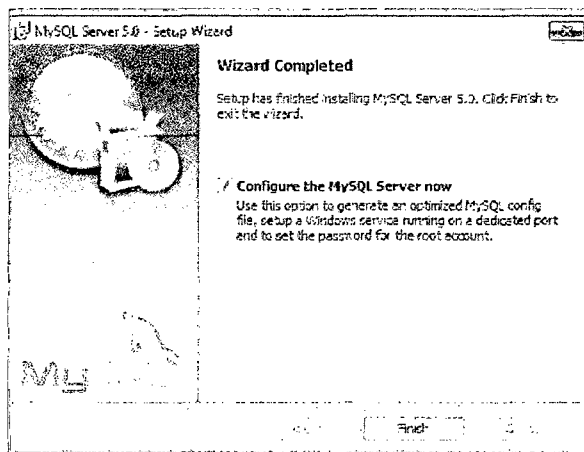 MySQL Server 5.0 - Setup Wizard
Wizard Completed
Setup has finished installing MySQL Server 5.0. Click Finish to
exit the wizard.
Configure the MySQL Server now
Use this option to generate an optimized MySQL config
file, setup a Windows service running on a dedicated port
and to set the password for the root account.
My
Finish